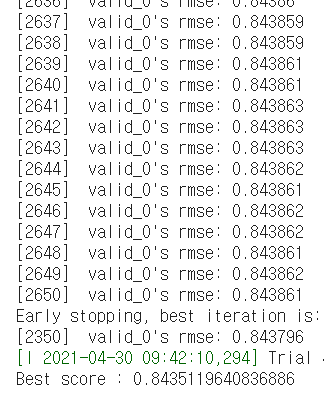 [2636] valid_0's rmse: 0.84386
[2637] valid_0's rmse: 0.843859
[2638] valid_0's rmse: 0.843859
[2639] valid_0's rmse: 0.843861
[2640] valid_0's rmse: 0.843861
[2641] valid_0's rmse: 0.843863
[2642] valid_0's rmse: 0.843863
[2643] valid_0's rmse: 0.843863
[2644] valid_0's rmse: 0.843862
[2645] valid_0's rmse: 0.843861
[2646] valid_0's rmse: 0.843862
[2647] valid_0's rmse: 0.843862
[2648] valid_0's rmse: 0.843861
[2649] valid_0's rmse: 0.843862
[2650] valid_0's rmse: 0.843861
Early stopping, best iteration is:
[2350] valid_0's rmse: 0.843796
[I 2021-04-30 09:42:10,294] Trial
Best score : 0.8435119640836886